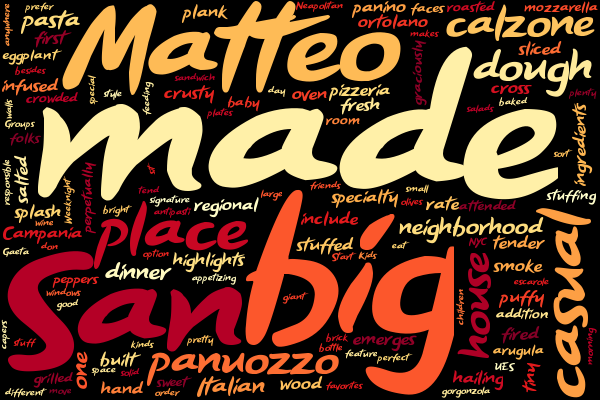 prefer
anywhere
pasta
first
eggplant
besides
infused
crowded
walls
Groups
folks
special
style
feeding
plank
Matteo
sandwich
crusty
plates
baby
day
oven
Neapolitan
panino
faces
roasted
mozzarella
ortolano
makes
calzone
sliced
dough
plenty
pizzeria
fresh
room
graciously
cross
baked
salads
ingredients
made
sort
responsible
salted
splash
wine
Weeknight
perpetually
Campania
don
Gaeta
st
tend
signature
antipasti
bright
regional
large
friends
specialty
small
olives
rate
attended
stuffing
place
option
highlights
dinner
appetizing
include
stuffed
start
Kids
eat
neighborhood
NYC
tender
house
smoke
escarole
puffy
addition
casual
San
big
peppers
windows
good
giant
children
capers
stuff
one
built
space
solid
kinds
pretty
brick
bottle
emerges
feature
perfect
fired
arugula
UES
tiny
morning
different
grilled
move
hand
panuozzo
sweet
order
Italian
wood
favorites
hailing
gorgonzola